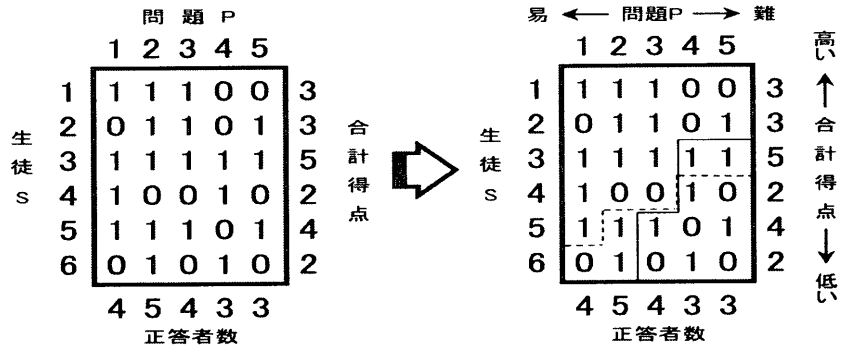 問題P
1 2 3 4 5
1 1 1 1 0 0 3
2 0 1 1 0 1 3
3 1 1 1 1 1 5
4 1 0 0 1 0 2
5 1 1 1 0 1 4
6 0 1 0 1 0 2
4 5 4 3 3
正答者数
生徒S
合計得点
易 ← 問題P → 難
1 2 3 4 5
1 1 1 1 0 0 3
2 0 1 1 0 1 3
3 1 1 1 1 1 5
4 1 0 0 1 0 2
5 1 1 1 0 1 4
6 0 1 0 1 0 2
4 5 4 3 3
正答者数
生徒S
高い ↑ 合計得点 ↓ 低い